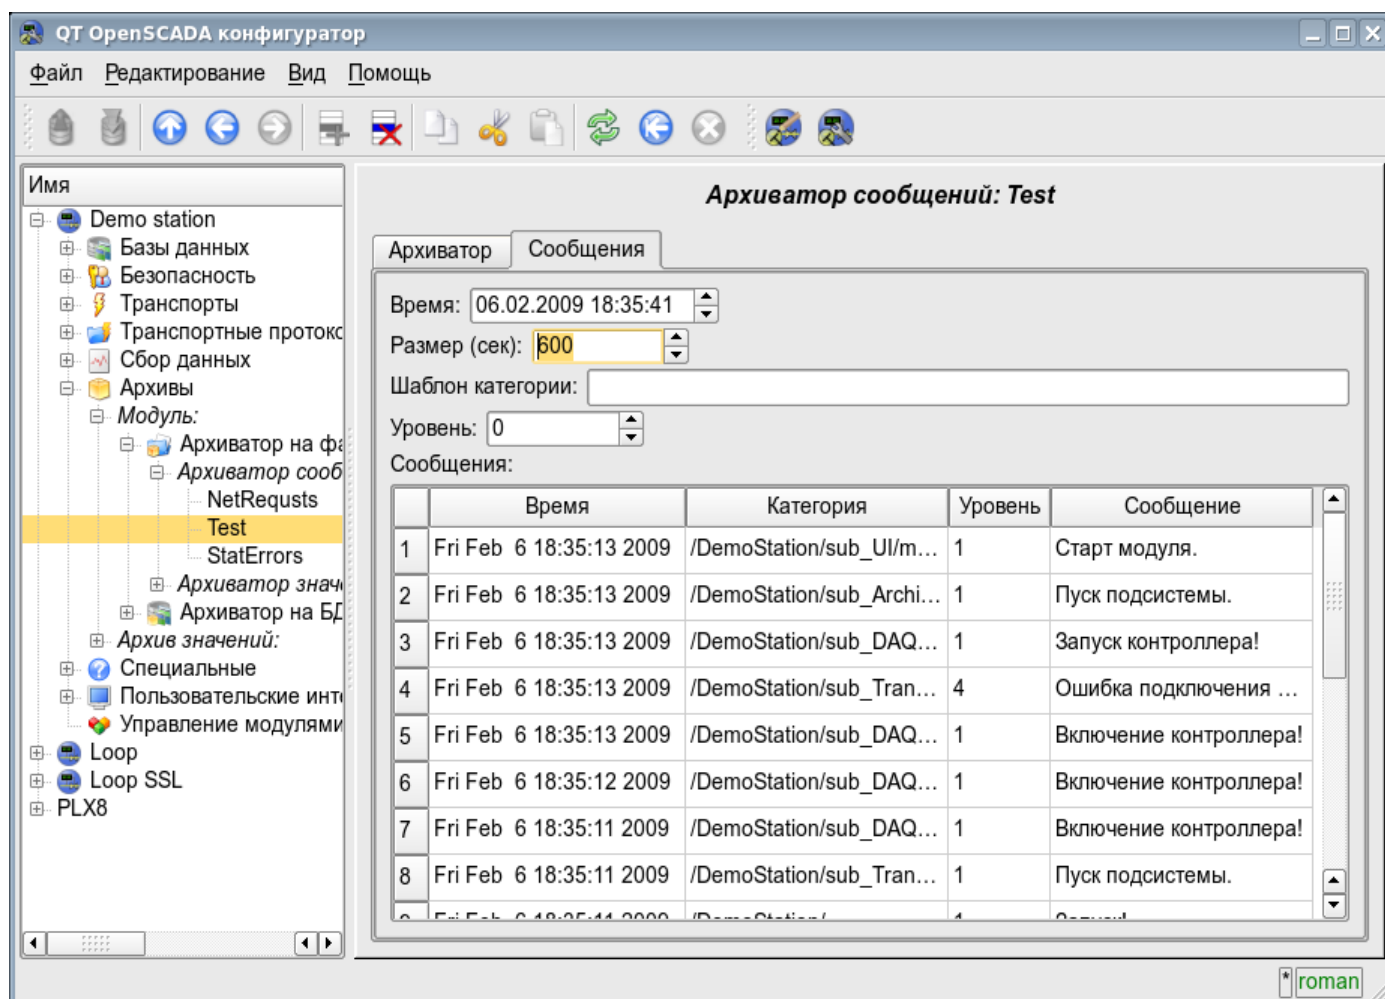 QT OpenSCADA конфигуратор
Файл Редактирование Вид Помощь
Имя
Demo station
Базы данных
Безопасность
Транспорты
Транспортные протокс
Сбор данных
Архивы
Модуль:
Архиватор на фа
Архиватор сооб
NetRequsts
Test
StatErrors
Архиватор знач
Архиватор на БД
Архив значений:
Специальные
Пользовательские инт
Управление модулями
Loop
Loop SSL
PLX8
Архиватор сообщений: Test
Архиватор Сообщения
Время: 06.02.2009 18:35:41
Размер (сек): 600
Шаблон категории:
Уровень: 0
Сообщения:
Время Категория Уровень Сообщение
1 Fri Feb 6 18:35:13 2009 /DemoStation/sub_UI/m... 1 Старт модуля.
2 Fri Feb 6 18:35:13 2009 /DemoStation/sub_Archi... 1 Пуск подсистемы.
3 Fri Feb 6 18:35:13 2009 /DemoStation/sub_DAQ... 1 Запуск контроллера!
4 Fri Feb 6 18:35:13 2009 /DemoStation/sub_Tran... 4 Ошибка подключения ...
5 Fri Feb 6 18:35:13 2009 /DemoStation/sub_DAQ... 1 Включение контроллера!
6 Fri Feb 6 18:35:12 2009 /DemoStation/sub_DAQ... 1 Включение контроллера!
7 Fri Feb 6 18:35:11 2009 /DemoStation/sub_DAQ... 1 Включение контроллера!
8 Fri Feb 6 18:35:11 2009 /DemoStation/sub_Tran... 1 Пуск подсистемы.
* roman